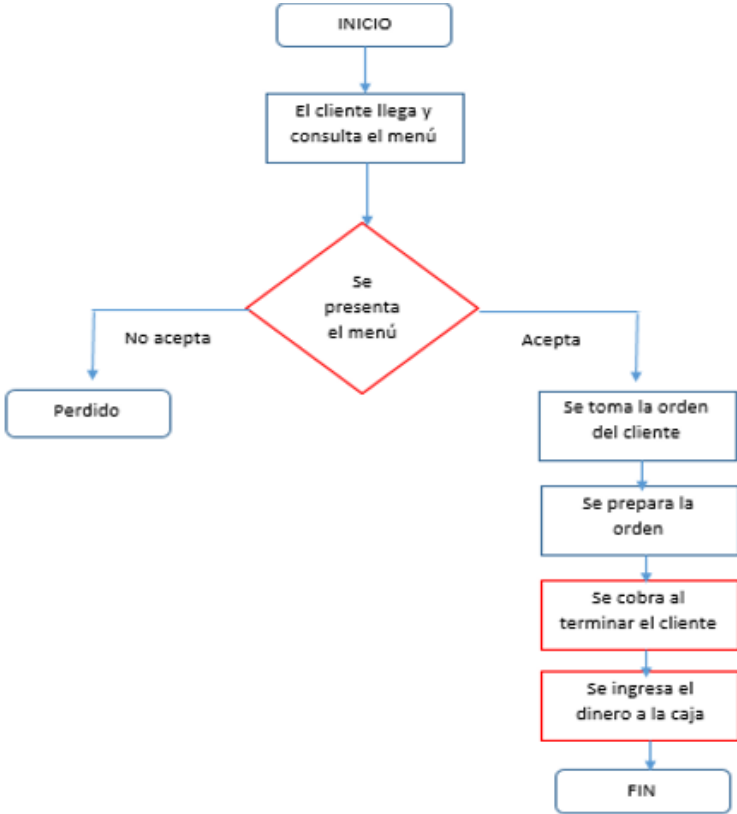 INICIO
El cliente llega y
consulta el menú
Se
presenta
el menú
No acepta
Acepta
Perdido
Se toma la orden
del cliente
Se prepara la
orden
Se cobra al
terminar el cliente
Se ingresa el
dinero a la caja
FIN